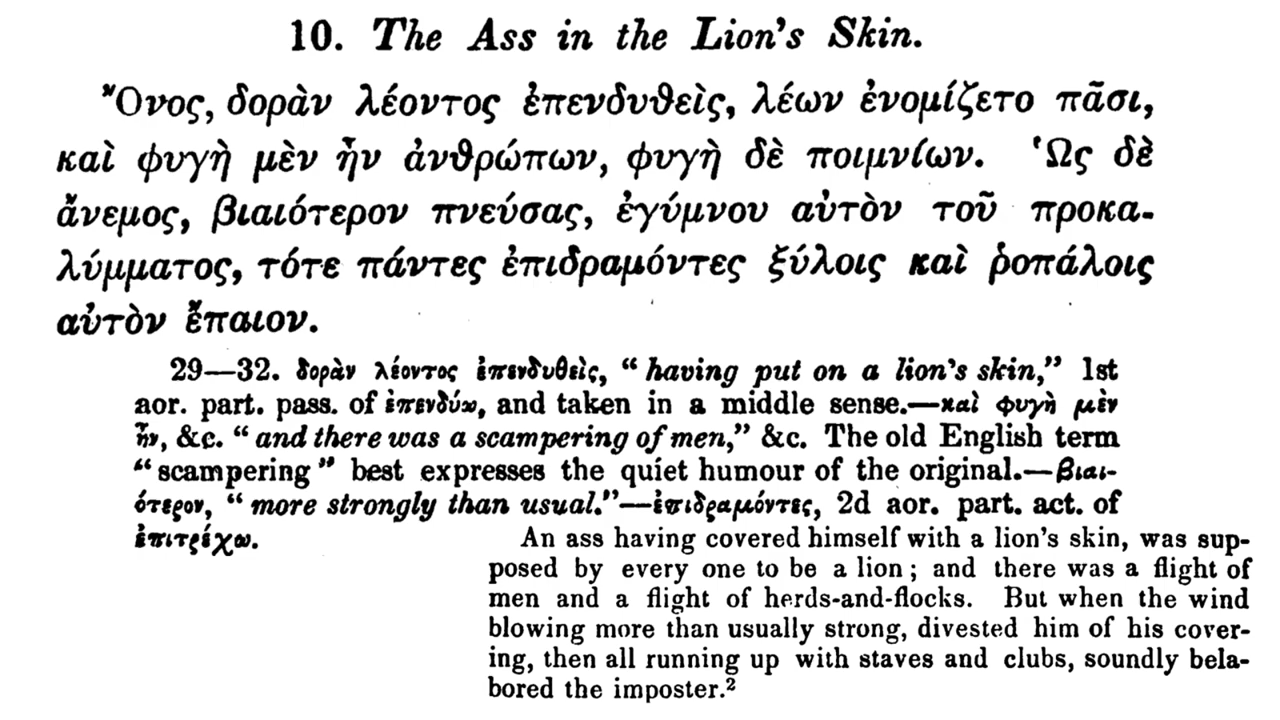 10. The Ass in the Lion's Skin.
Ὄνος, δορὰν λέοντος ἐπενδυθεὶς, λέων ἐνομίζετο πᾶσι,
καὶ φυγὴ μὲν ἦν ἀνθρώπων, φυγὴ δὲ ποιμνίων. Ὡς δὲ
ἄνεμος, βιαιότερον πνεύσας, ἐγύμνου αὐτὸν τοῦ προκα-
λύμματος, τότε πάντες ἐπιδραμόντες ξύλοις καὶ ῥοπάλοις
αὐτὸν ἔπαιον.
29—32. δορὰν λέοντος ἐπενδυθεὶς, “having put on a lion's skin,” 1st
aor. part. pass. of ἐπενδύω, and taken in a middle sense.—καὶ φυγὴ μὲν
ἦν, &c. “and there was a scampering of men,” &c. The old English term
“scampering” best expresses the quiet humour of the original.—βιαι-
ότερον, “more strongly than usual.”—ἐπιδραμόντες, 2d aor. part. act. of
ἐπιτρέχω.
An ass having covered himself with a lion's skin, was sup-
posed by every one to be a lion; and there was a flight of
men and a flight of herds-and-flocks. But when the wind
blowing more than usually strong, divested him of his cover-
ing, then all running up with staves and clubs, soundly bela-
bored the imposter.²